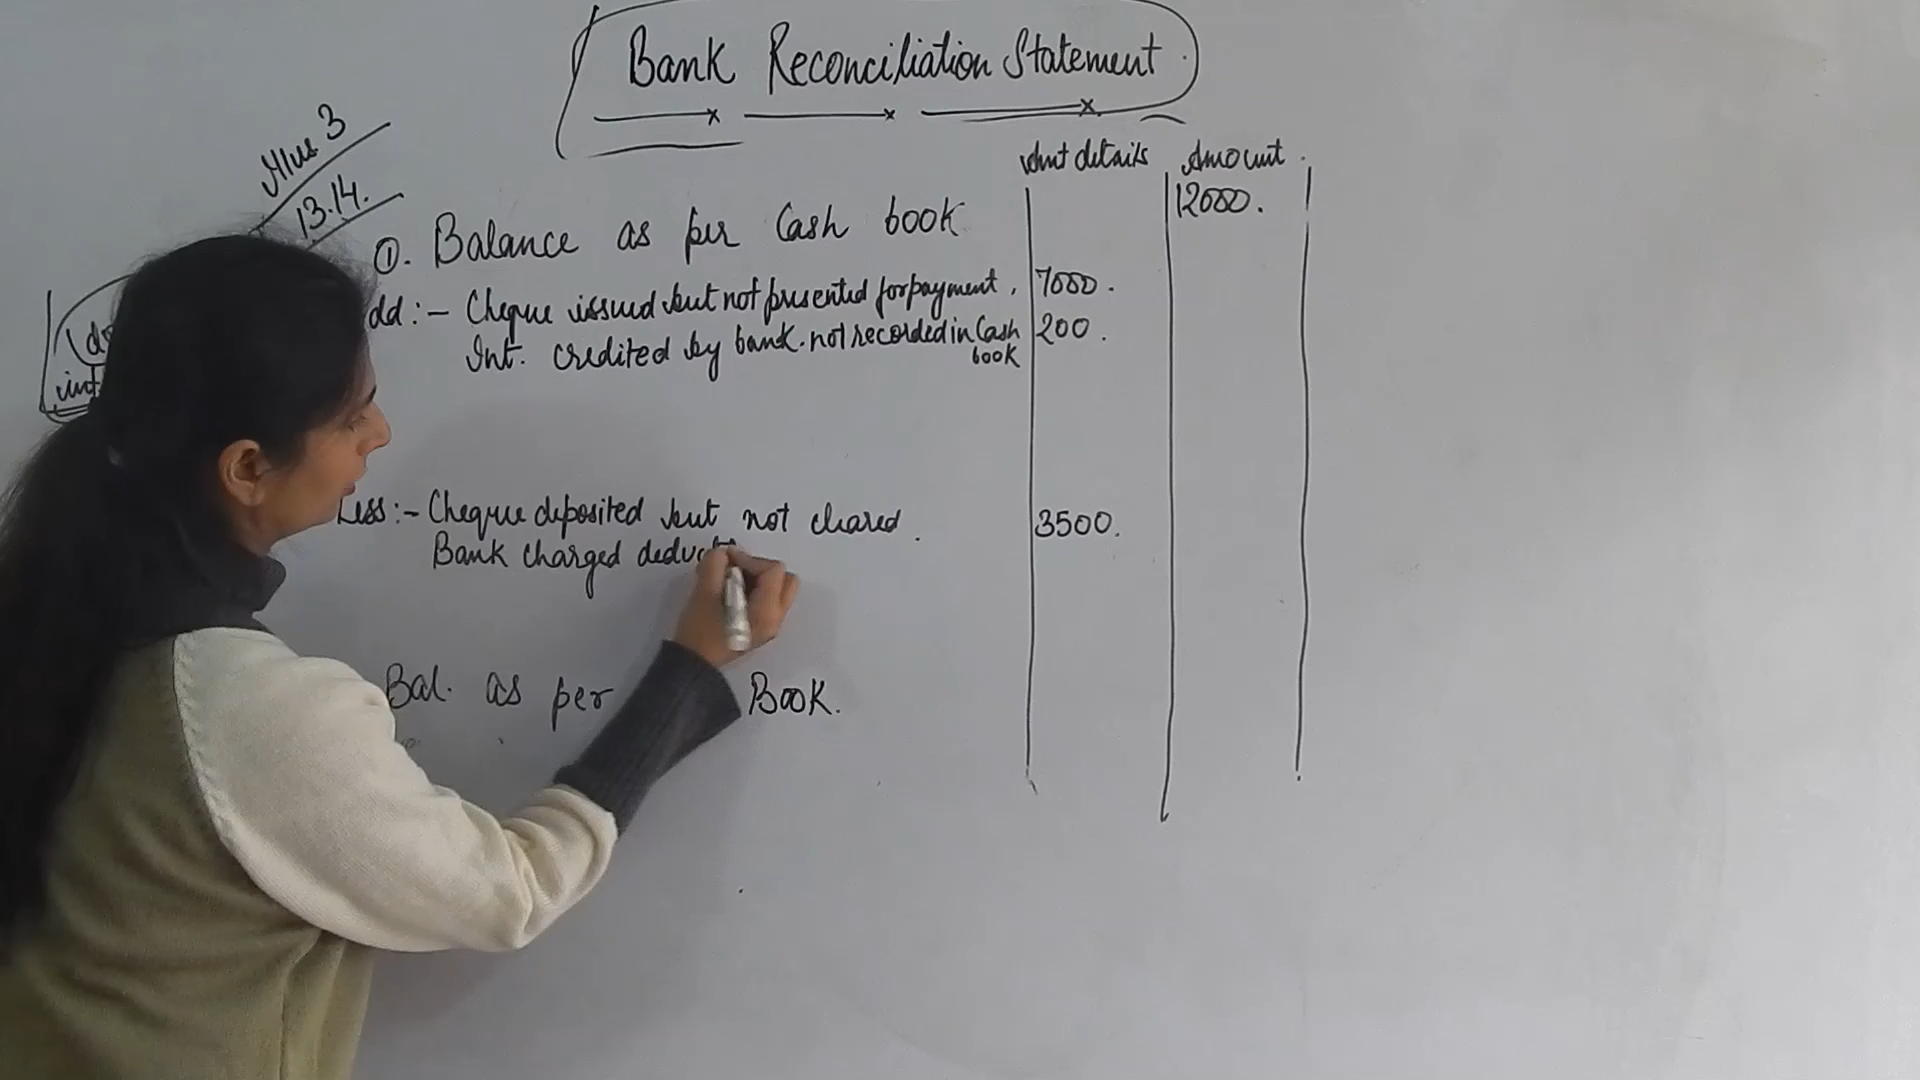 Bank Reconciliation Statement
Illus 3
13.14.
Amt details Amount
① Balance as per Cash book 12000.
dd:- Cheque issued but not presented for payment. 7000.
Int. credited by bank not recorded in Cash book 200.
Less:- Cheque deposited but not cleared. 3500.
Bank charged deduct
Bal. as per Book.